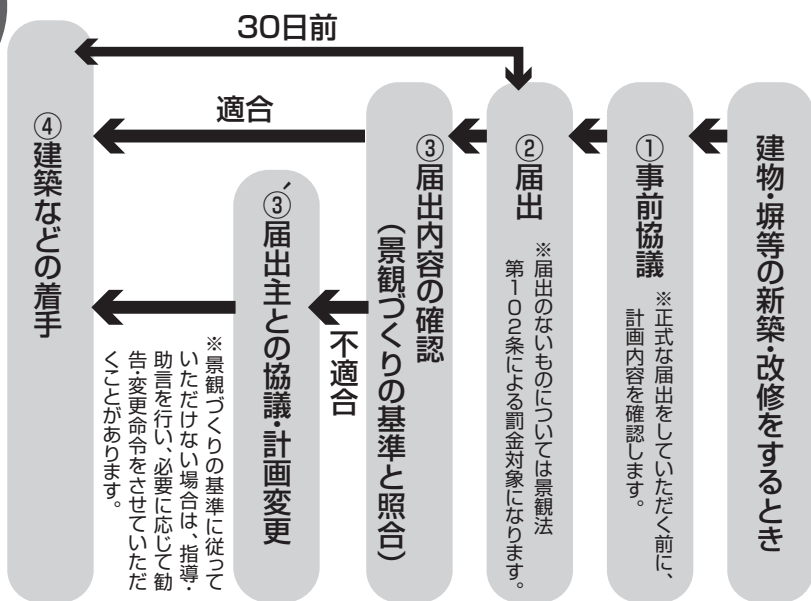 建物・塀等の新築・改修をするとき
①事前協議
※正式な届出をしていただく前に、
計画内容を確認します。
②届出
※届出のないものについては景観法
第102条による罰金対象になります。
30日前
③届出内容の確認
(景観づくりの基準と照合)
適合
不適合
③´届出主との協議・計画変更
※景観づくりの基準に従って
いただけない場合は、指導・
助言を行い、必要に応じて勧
告・変更命令をさせていただ
くことがあります。
④建築などの着手